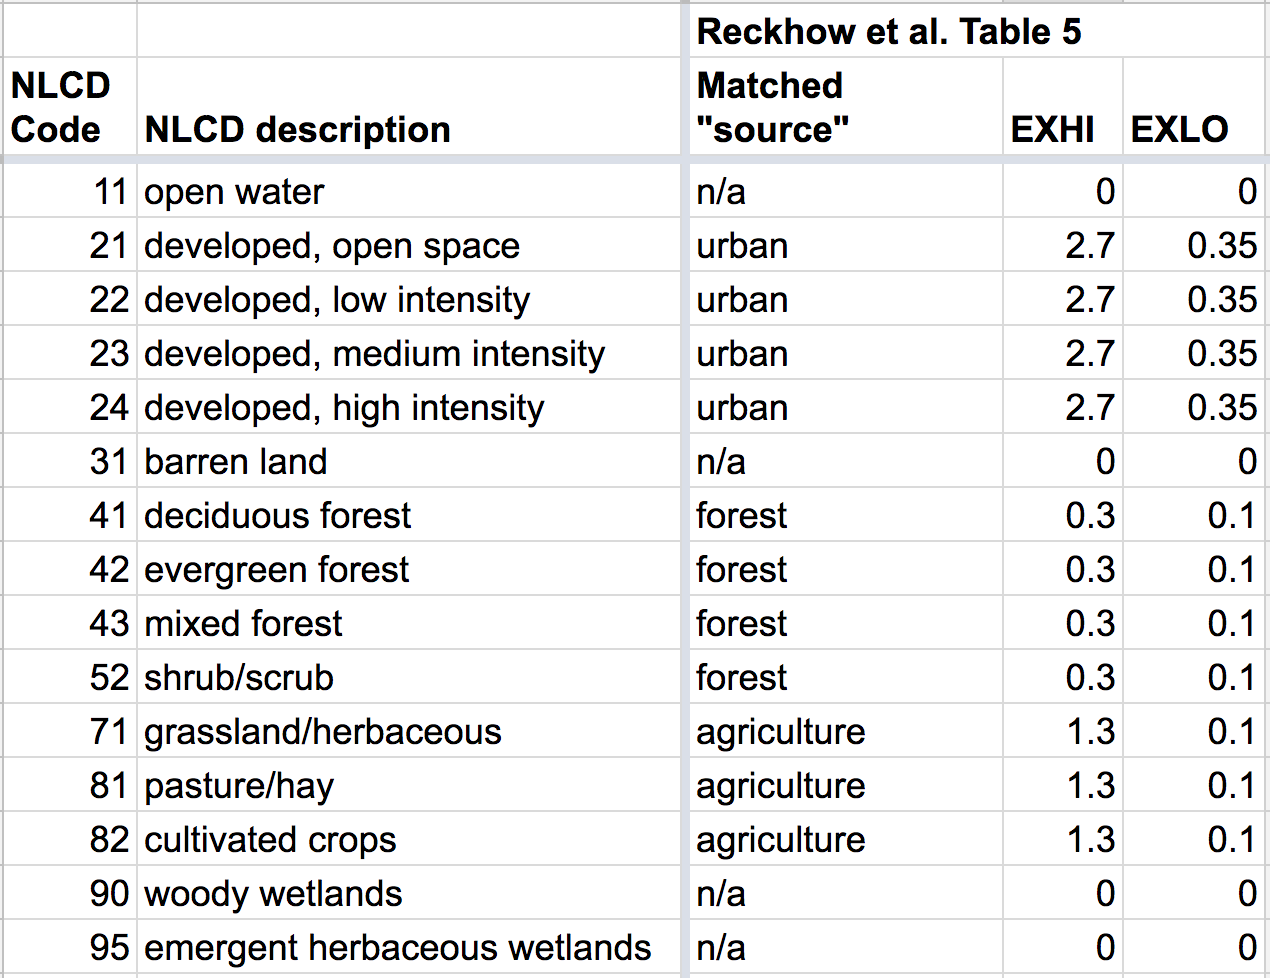 Reckhow et al. Table 5
NLCD Code NLCD description Matched "source" EXHI EXLO
11 open water n/a 0 0
21 developed, open space urban 2.7 0.35
22 developed, low intensity urban 2.7 0.35
23 developed, medium intensity urban 2.7 0.35
24 developed, high intensity urban 2.7 0.35
31 barren land n/a 0 0
41 deciduous forest forest 0.3 0.1
42 evergreen forest forest 0.3 0.1
43 mixed forest forest 0.3 0.1
52 shrub/scrub forest 0.3 0.1
71 grassland/herbaceous agriculture 1.3 0.1
81 pasture/hay agriculture 1.3 0.1
82 cultivated crops agriculture 1.3 0.1
90 woody wetlands n/a 0 0
95 emergent herbaceous wetlands n/a 0 0